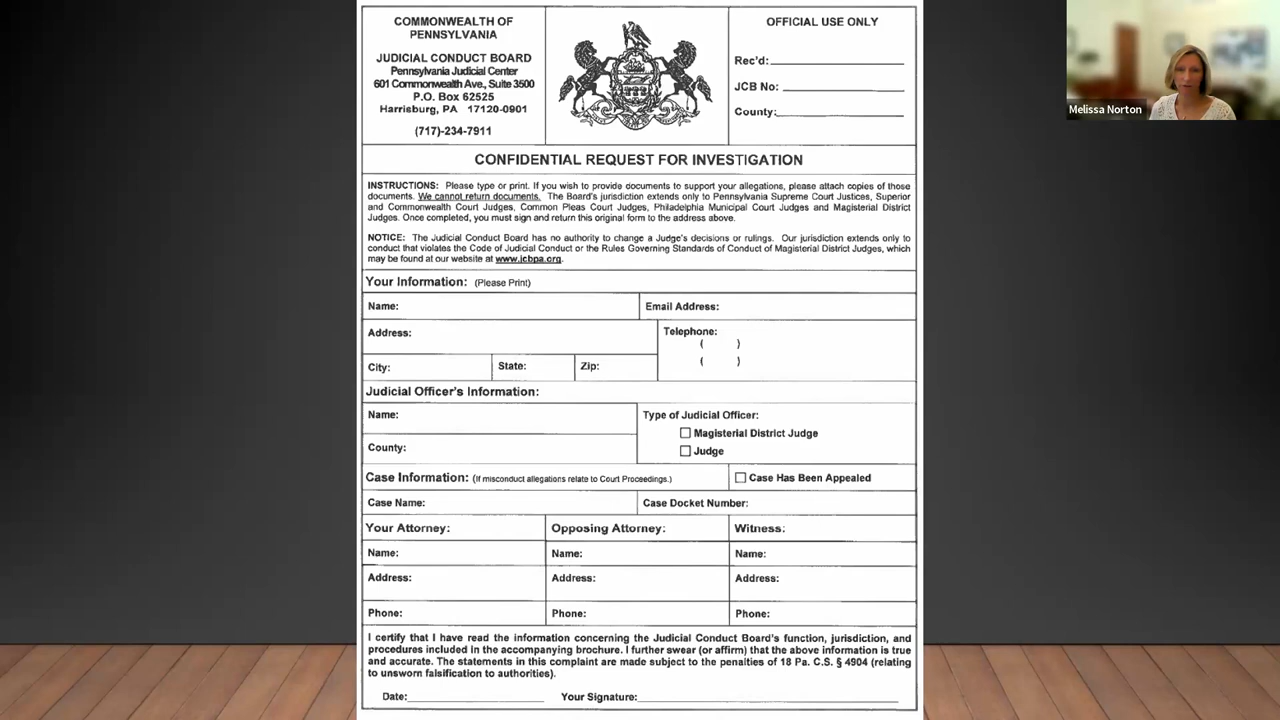 COMMONWEALTH OF
PENNSYLVANIA
JUDICIAL CONDUCT BOARD
Pennsylvania Judicial Center
601 Commonwealth Ave., Suite 3500
P.O. Box 62525
Harrisburg, PA 17120-0901
(717)-234-7911
OFFICIAL USE ONLY
Rec'd:
JCB No:
County:
Melissa Norton
CONFIDENTIAL REQUEST FOR INVESTIGATION
INSTRUCTIONS: Please type or print. If you wish to provide documents to support your allegations, please attach copies of those
documents. We cannot return documents. The Board's jurisdiction extends only to Pennsylvania Supreme Court Justices, Superior
and Commonwealth Court Judges, Common Pleas Court Judges, Philadelphia Municipal Court Judges and Magisterial District
Judges. Once completed, you must sign and return this original form to the address above.
NOTICE: The Judicial Conduct Board has no authority to change a Judge's decisions or rulings. Our jurisdiction extends only to
conduct that violates the Code of Judicial Conduct or the Rules Governing Standards of Conduct of Magisterial District Judges, which
may be found at our website at www.jcbpa.org.
Your Information: (Please Print)
Name:
Email Address:
Address:
Telephone:
( )
( )
City:
State:
Zip:
Judicial Officer's Information:
Name:
Type of Judicial Officer:
Magisterial District Judge
County:
Judge
Case Information: (If misconduct allegations relate to Court Proceedings.)
Case Has Been Appealed
Case Name:
Case Docket Number:
Your Attorney:
Opposing Attorney:
Witness:
Name:
Name:
Name:
Address:
Address:
Address:
Phone:
Phone:
Phone:
I certify that I have read the information concerning the Judicial Conduct Board's function, jurisdiction, and
procedures included in the accompanying brochure. I further swear (or affirm) that the above information is true
and accurate. The statements in this complaint are made subject to the penalties of 18 Pa. C.S. § 4904 (relating
to unsworn falsification to authorities).
Date:
Your Signature: